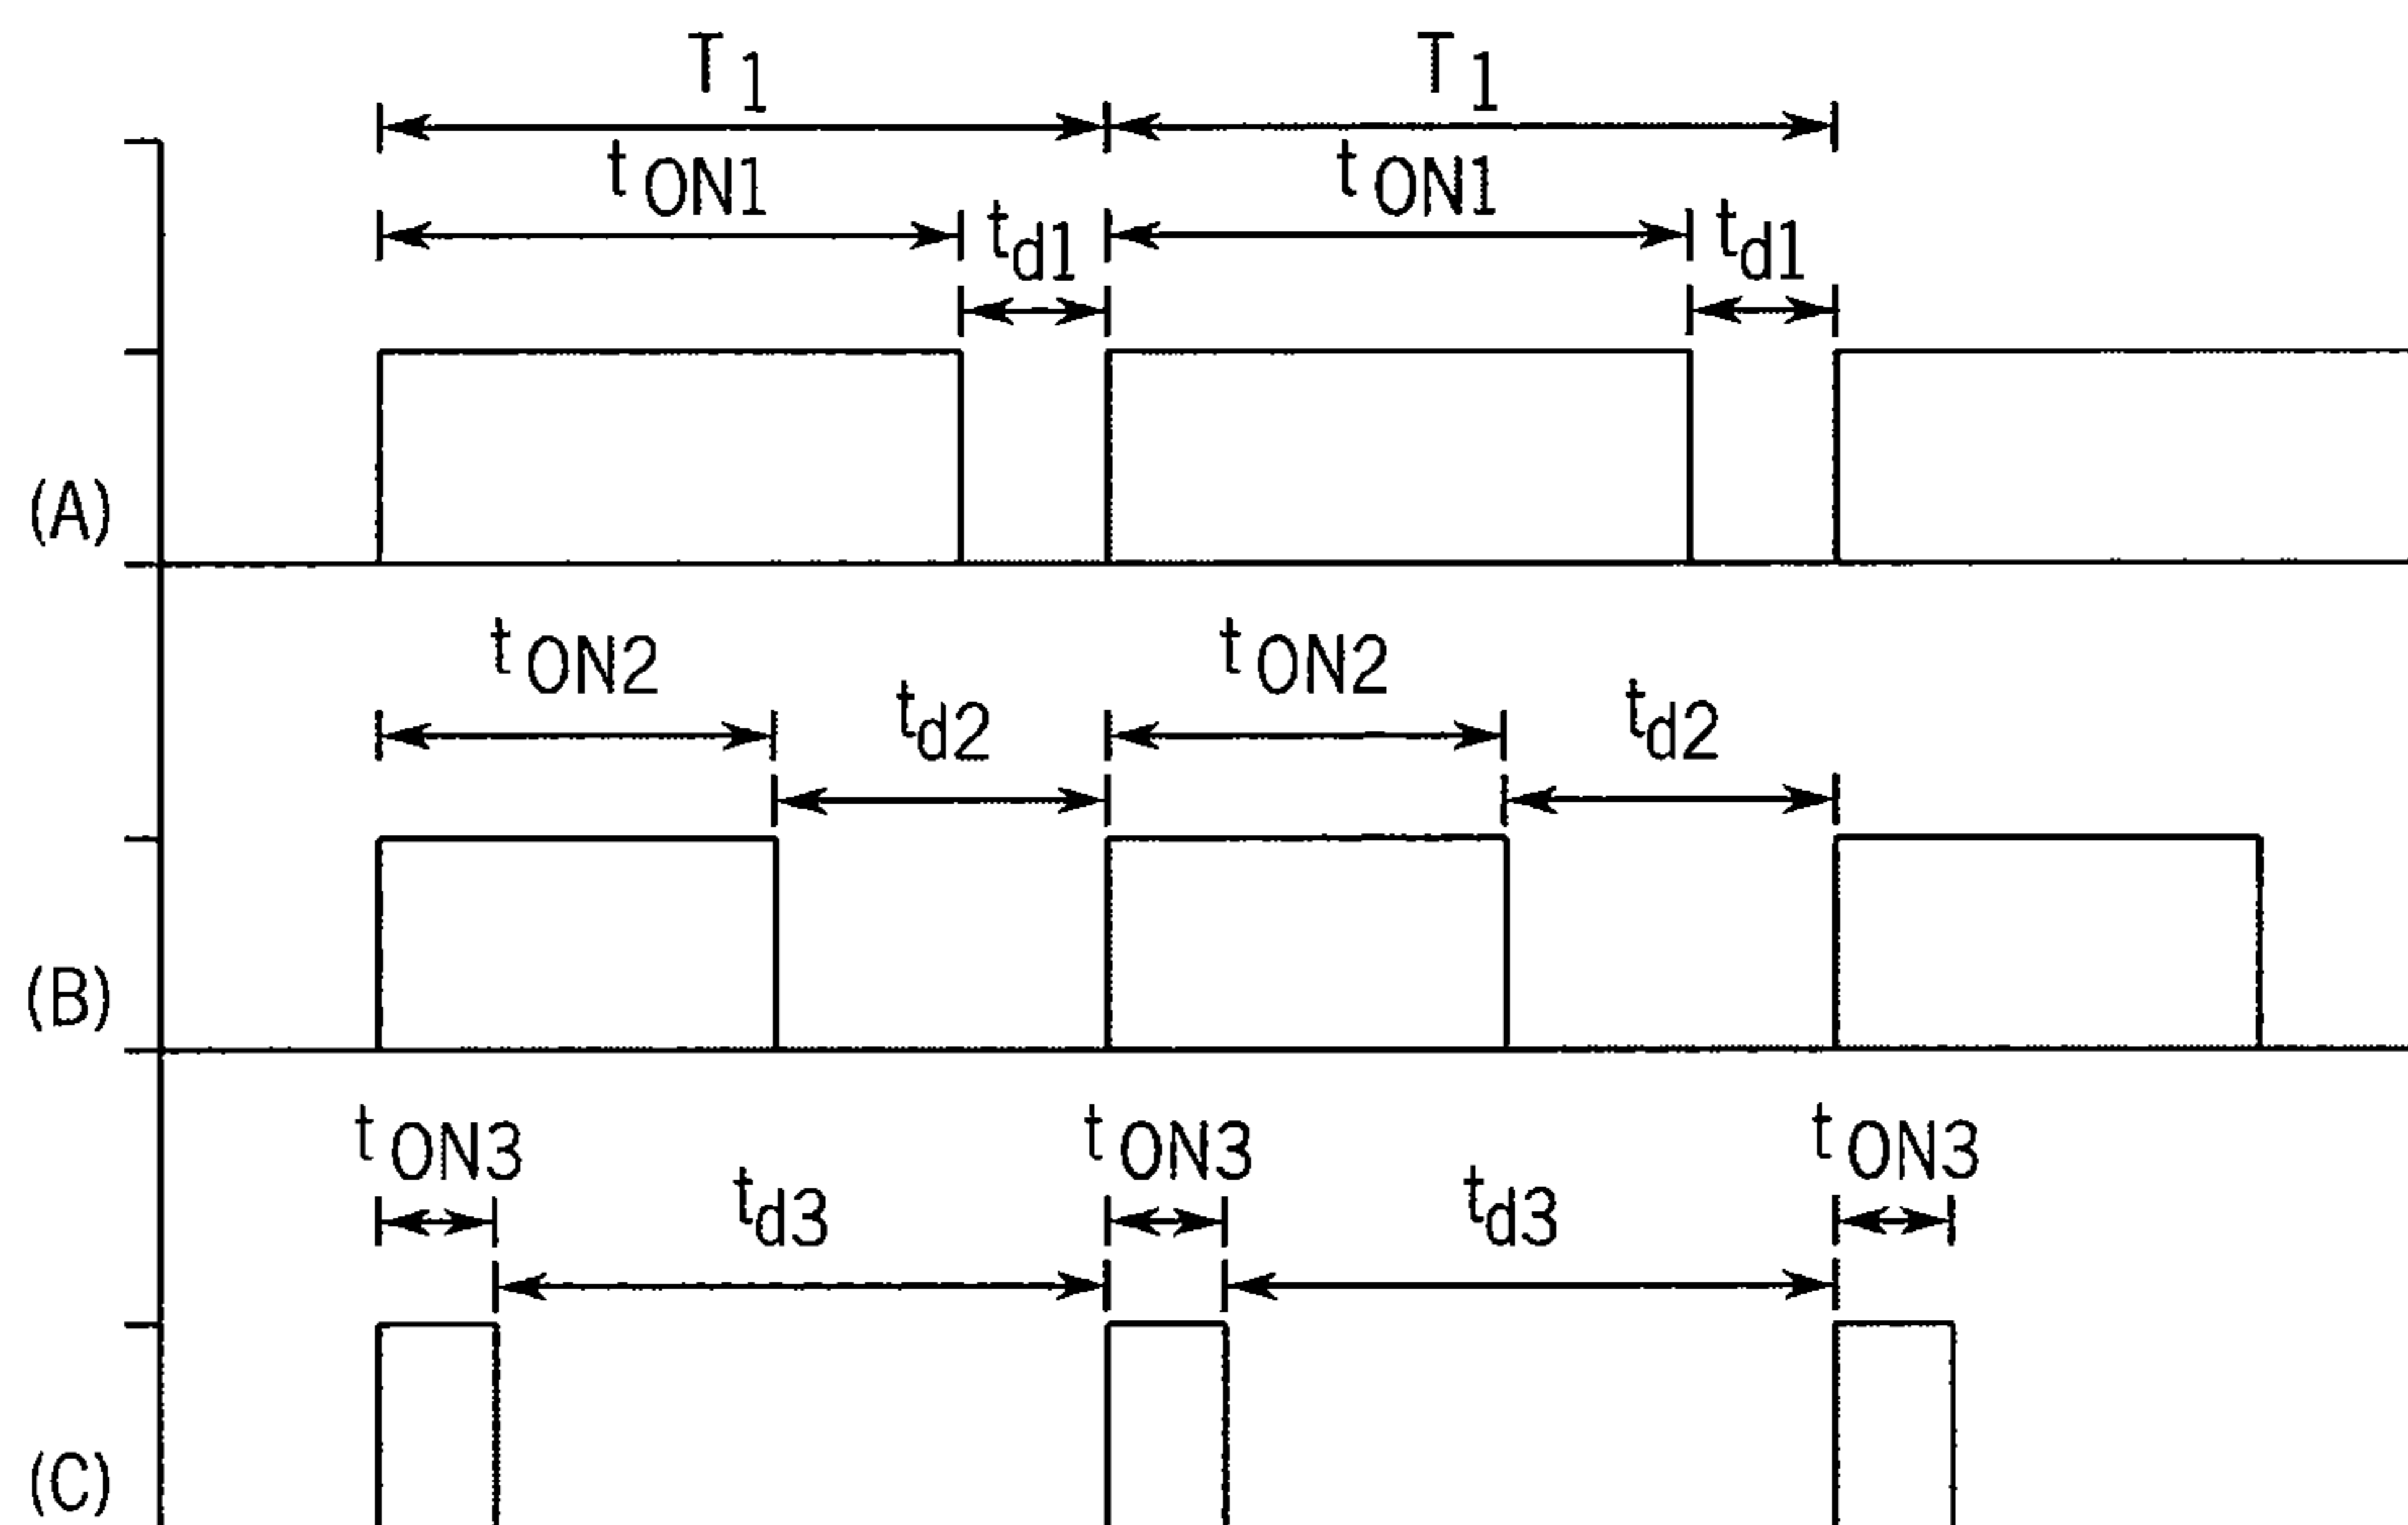 T1 T1
tON1 tON1
td1 td1
(A)
tON2 tON2
td2 td2
(B)
tON3 tON3 tON3
td3 td3
(C)